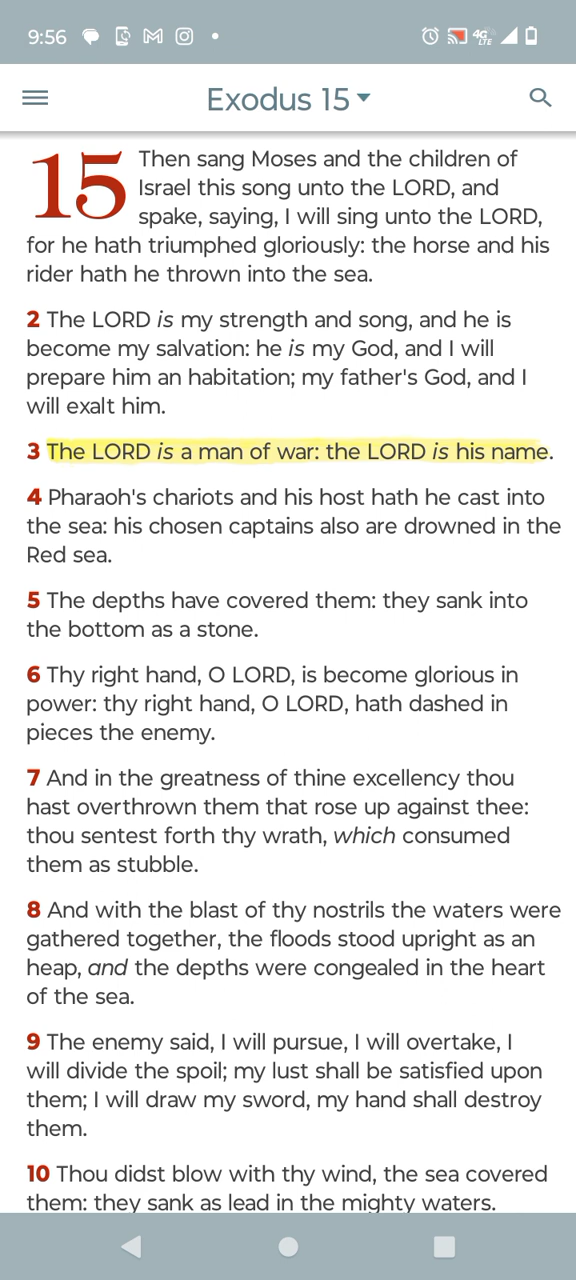 9:56
4G
LTE
Exodus 15
15 Then sang Moses and the children of
Israel this song unto the LORD, and
spake, saying, I will sing unto the LORD,
for he hath triumphed gloriously: the horse and his
rider hath he thrown into the sea.
2 The LORD is my strength and song, and he is
become my salvation: he is my God, and I will
prepare him an habitation; my father's God, and I
will exalt him.
3 The LORD is a man of war: the LORD is his name.
4 Pharaoh's chariots and his host hath he cast into
the sea: his chosen captains also are drowned in the
Red sea.
5 The depths have covered them: they sank into
the bottom as a stone.
6 Thy right hand, O LORD, is become glorious in
power: thy right hand, O LORD, hath dashed in
pieces the enemy.
7 And in the greatness of thine excellency thou
hast overthrown them that rose up against thee:
thou sentest forth thy wrath, which consumed
them as stubble.
8 And with the blast of thy nostrils the waters were
gathered together, the floods stood upright as an
heap, and the depths were congealed in the heart
of the sea.
9 The enemy said, I will pursue, I will overtake, I
will divide the spoil; my lust shall be satisfied upon
them; I will draw my sword, my hand shall destroy
them.
10 Thou didst blow with thy wind, the sea covered
them: they sank as lead in the mighty waters.